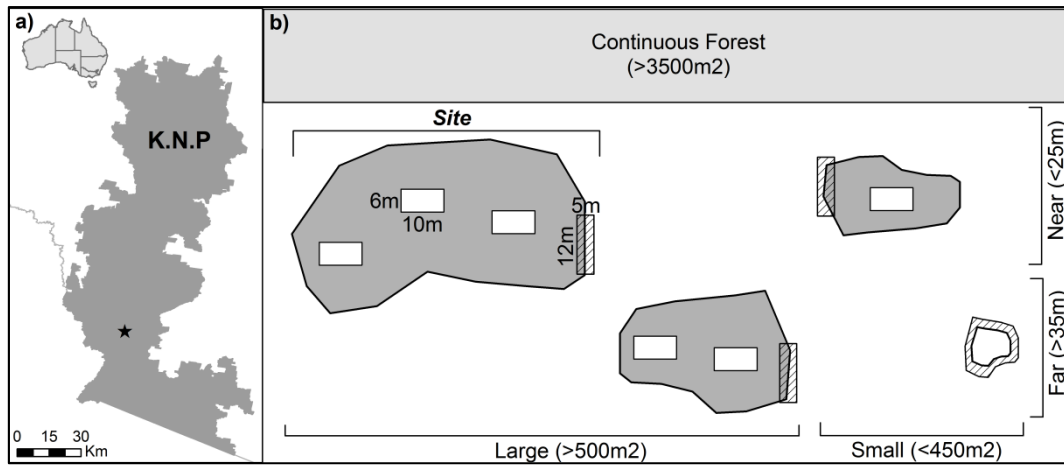 a)
K.N.P
0 15 30
Km
b)
Continuous Forest
(>3500m2)
Site
6m
10m
5m
12m
Near (<25m)
Far (>35m)
Large (>500m2)
Small (<450m2)